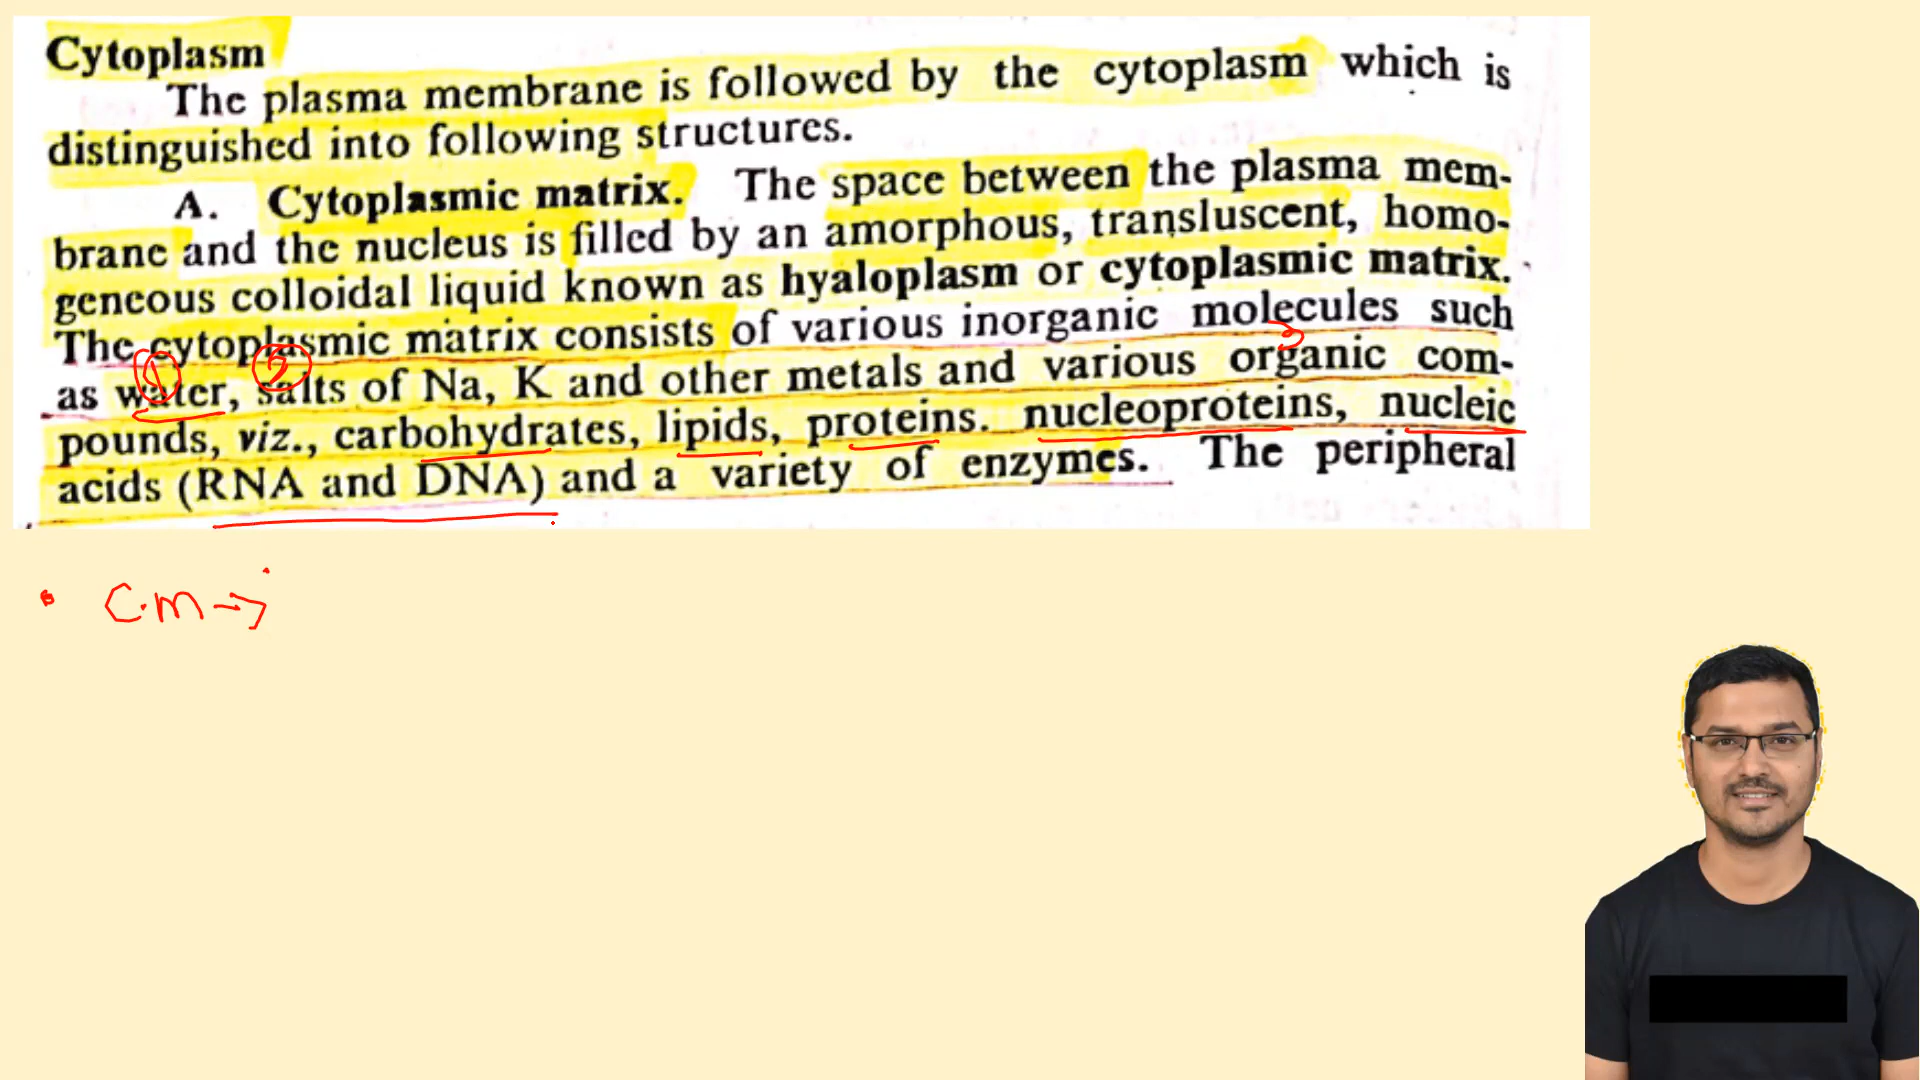 Cytoplasm
The plasma membrane is followed by the cytoplasm which is
distinguished into following structures.
A. Cytoplasmic matrix. The space between the plasma mem-
brane and the nucleus is filled by an amorphous, transluscent, homo-
geneous colloidal liquid known as hyaloplasm or cytoplasmic matrix.
The cytoplasmic matrix consists of various inorganic molecules such
as water, salts of Na, K and other metals and various organic com-
pounds, viz., carbohydrates, lipids, proteins. nucleoproteins, nucleic
acids (RNA and DNA) and a variety of enzymes. The peripheral
C.m →